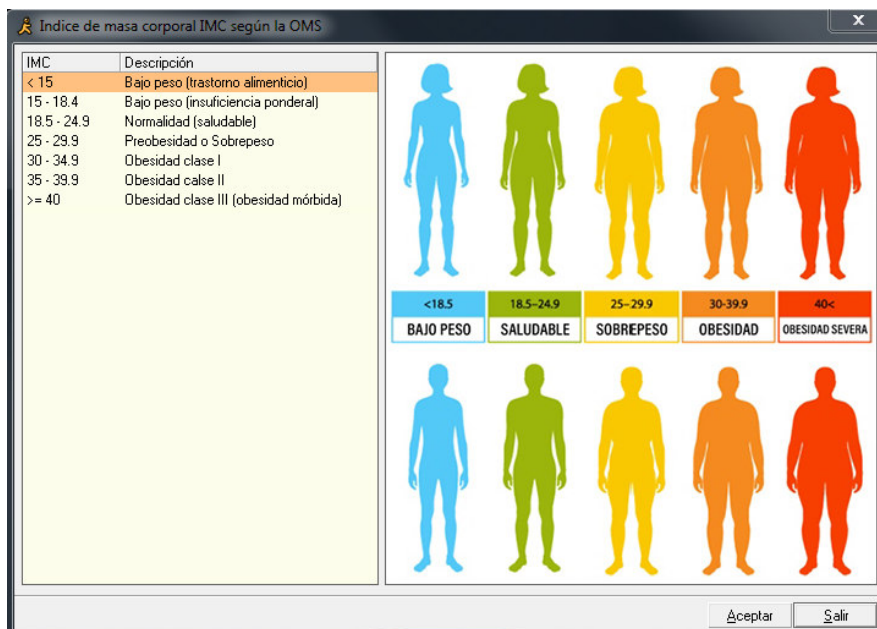 Indice de masa corporal IMC según la OMS
x
IMC Descripción
< 15 Bajo peso (trastorno alimenticio)
15 - 18.4 Bajo peso (insuficiencia ponderal)
18.5 - 24.9 Normalidad (saludable)
25 - 29.9 Preobesidad o Sobrepeso
30 - 34.9 Obesidad clase I
35 - 39.9 Obesidad calse II
>= 40 Obesidad clase III (obesidad mórbida)
<18.5 18.5–24.9 25–29.9 30-39.9 40<
BAJO PESO SALUDABLE SOBREPESO OBESIDAD OBESIDAD SEVERA
Aceptar Salir